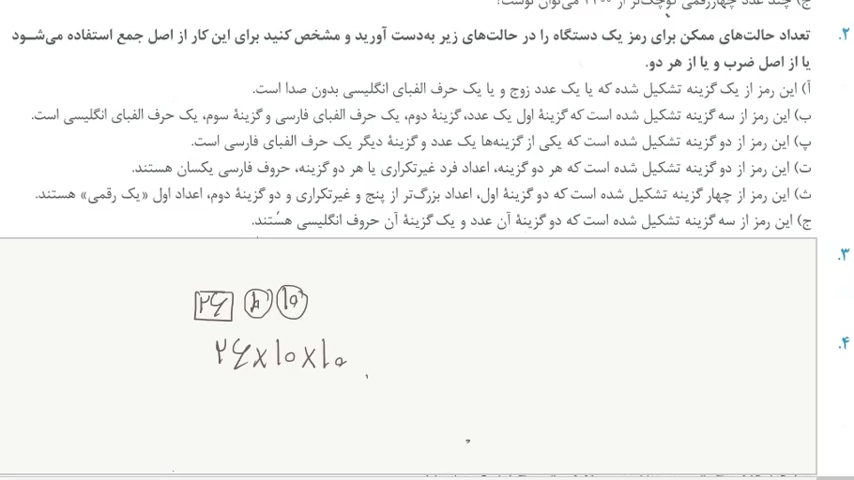 ج) چند عدد چهاررقمی کوچک‌تر از ۲۳۰۰ می‌توان نوشت؟
۲. تعداد حالت‌های ممکن برای رمز یک دستگاه را در حالت‌های زیر به‌دست آورید و مشخص کنید برای این کار از اصل جمع استفاده می‌شود
یا از اصل ضرب و یا از هر دو.
آ) این رمز از یک گزینه تشکیل شده که یا یک عدد زوج و یا یک حرف الفبای انگلیسی بدون صدا است.
ب) این رمز از سه گزینه تشکیل شده است که گزینهٔ اول یک عدد، گزینهٔ دوم، یک حرف الفبای فارسی و گزینهٔ سوم، یک حرف الفبای انگلیسی است.
پ) این رمز از دو گزینه تشکیل شده است که یکی از گزینه‌ها یک عدد و گزینهٔ دیگر یک حرف الفبای فارسی است.
ت) این رمز از دو گزینه تشکیل شده است که هر دو گزینه، اعداد فرد غیرتکراری یا هر دو گزینه، حروف فارسی یکسان هستند.
ث) این رمز از چهار گزینه تشکیل شده است که دو گزینهٔ اول، اعداد بزرگ‌تر از پنج و غیرتکراری و دو گزینهٔ دوم، اعداد اول «یک رقمی» هستند.
ج) این رمز از سه گزینه تشکیل شده است که دو گزینهٔ آن عدد و یک گزینهٔ آن حروف انگلیسی هستند.
۳.
۲۶ ۱۰ ۱۰
۲۶×۱۰×۱۰
۴.